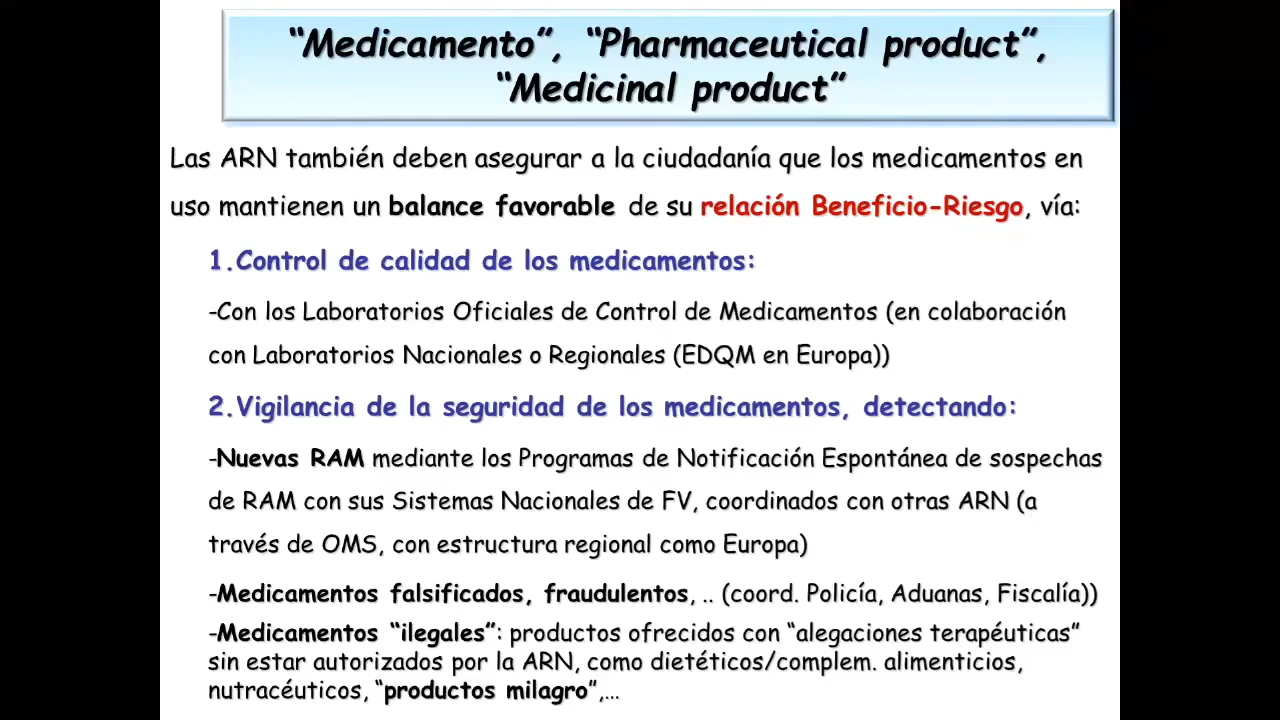 “Medicamento”, “Pharmaceutical product”,
“Medicinal product”
Las ARN también deben asegurar a la ciudadanía que los medicamentos en
uso mantienen un balance favorable de su relación Beneficio-Riesgo, vía:
1.Control de calidad de los medicamentos:
-Con los Laboratorios Oficiales de Control de Medicamentos (en colaboración
con Laboratorios Nacionales o Regionales (EDQM en Europa))
2.Vigilancia de la seguridad de los medicamentos, detectando:
-Nuevas RAM mediante los Programas de Notificación Espontánea de sospechas
de RAM con sus Sistemas Nacionales de FV, coordinados con otras ARN (a
través de OMS, con estructura regional como Europa)
-Medicamentos falsificados, fraudulentos, .. (coord. Policía, Aduanas, Fiscalía))
-Medicamentos “ilegales”: productos ofrecidos con “alegaciones terapéuticas”
sin estar autorizados por la ARN, como dietéticos/complem. alimenticios,
nutracéuticos, “productos milagro”,…